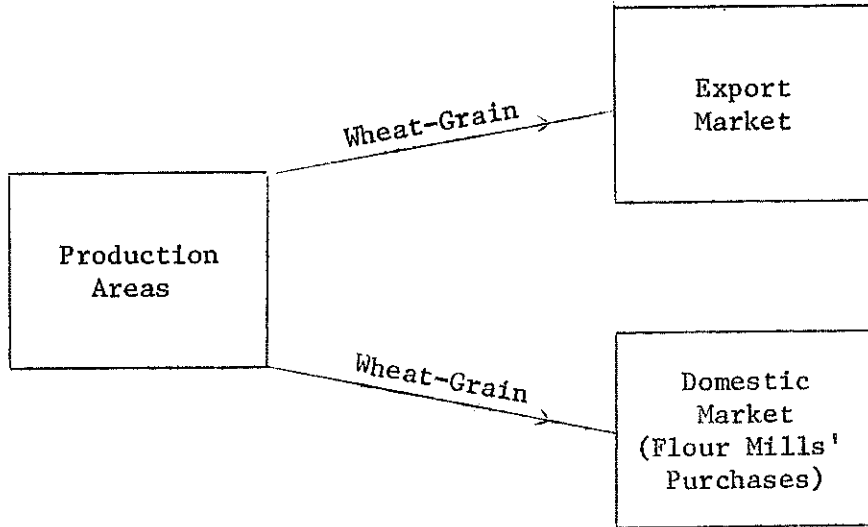 Export
Market
Wheat-Grain
Production
Areas
Wheat-Grain
Domestic
Market
(Flour Mills'
Purchases)